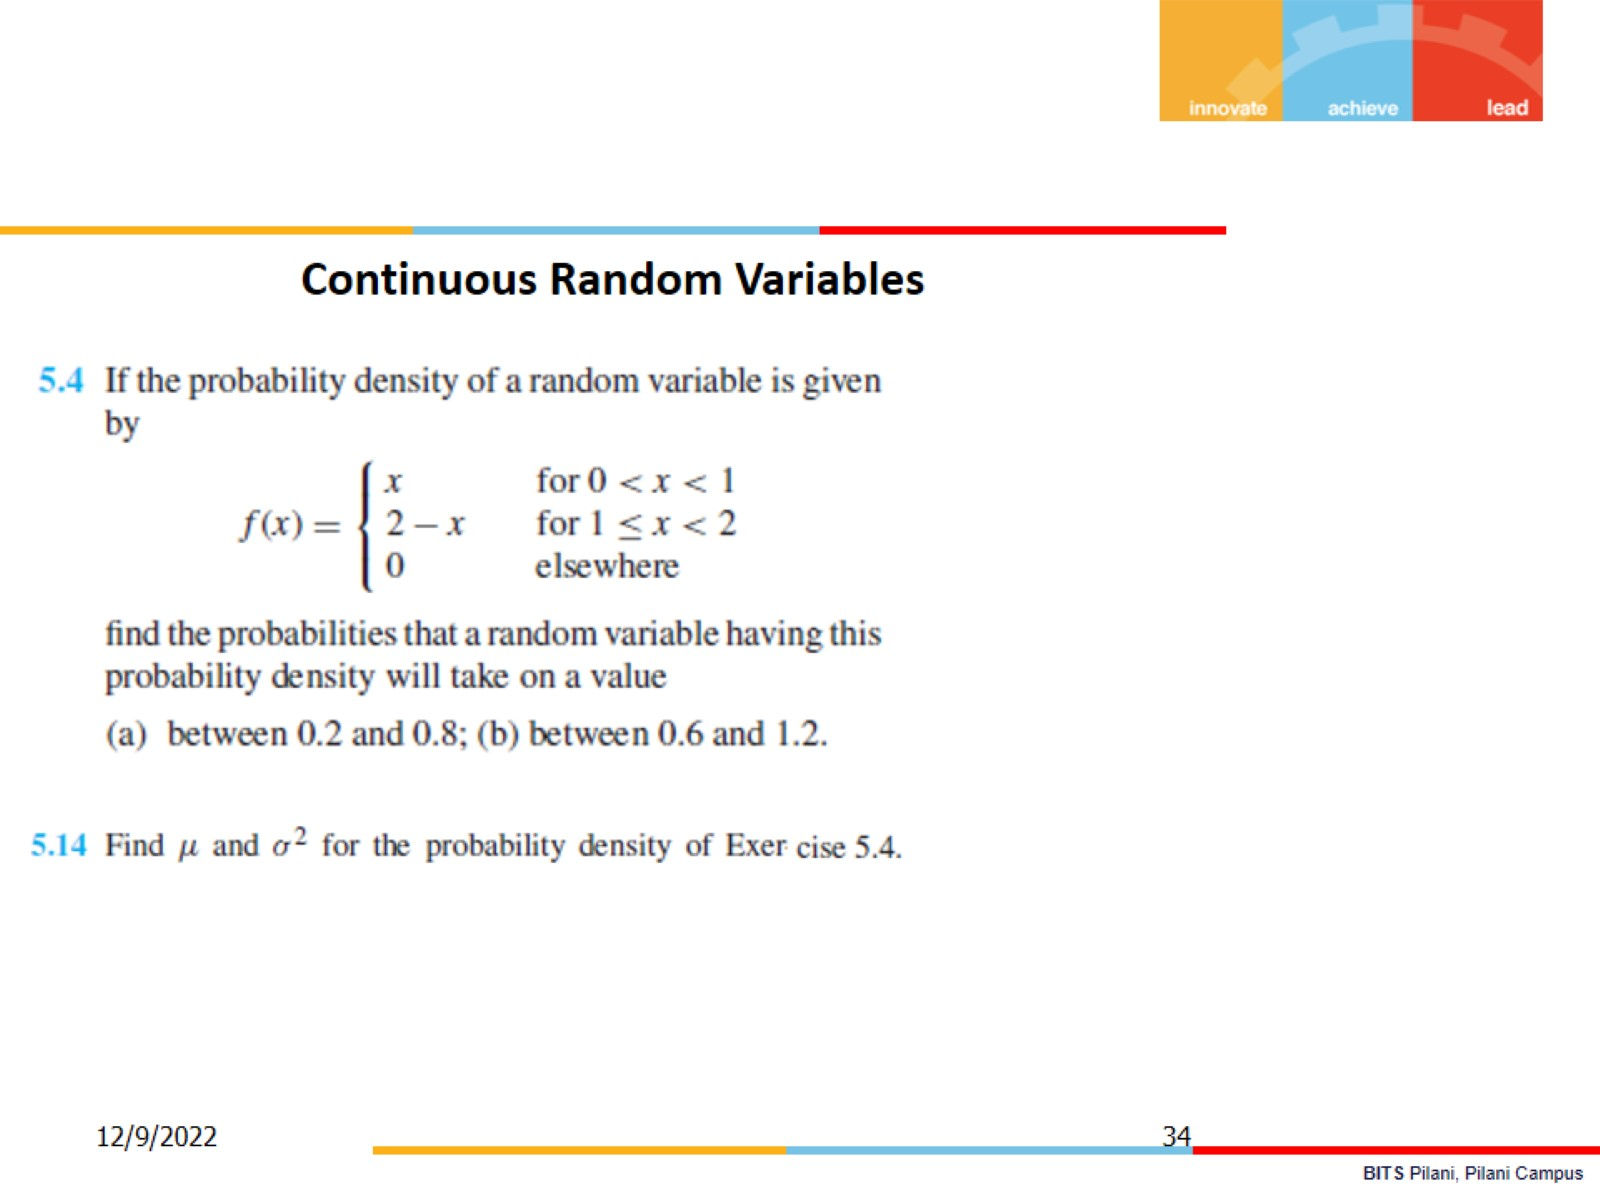 innovate achieve lead
Continuous Random Variables
5.4 If the probability density of a random variable is given
by
f(x) = { x for 0 < x < 1
2 − x for 1 ≤ x < 2
0 elsewhere
find the probabilities that a random variable having this
probability density will take on a value
(a) between 0.2 and 0.8; (b) between 0.6 and 1.2.
5.14 Find μ and σ² for the probability density of Exer cise 5.4.
12/9/2022 34
BITS Pilani, Pilani Campus